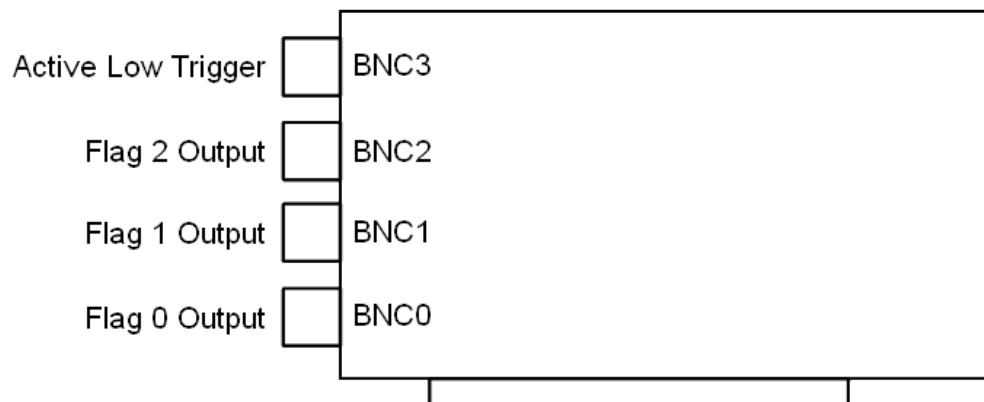 Active Low Trigger BNC3
Flag 2 Output BNC2
Flag 1 Output BNC1
Flag 0 Output BNC0